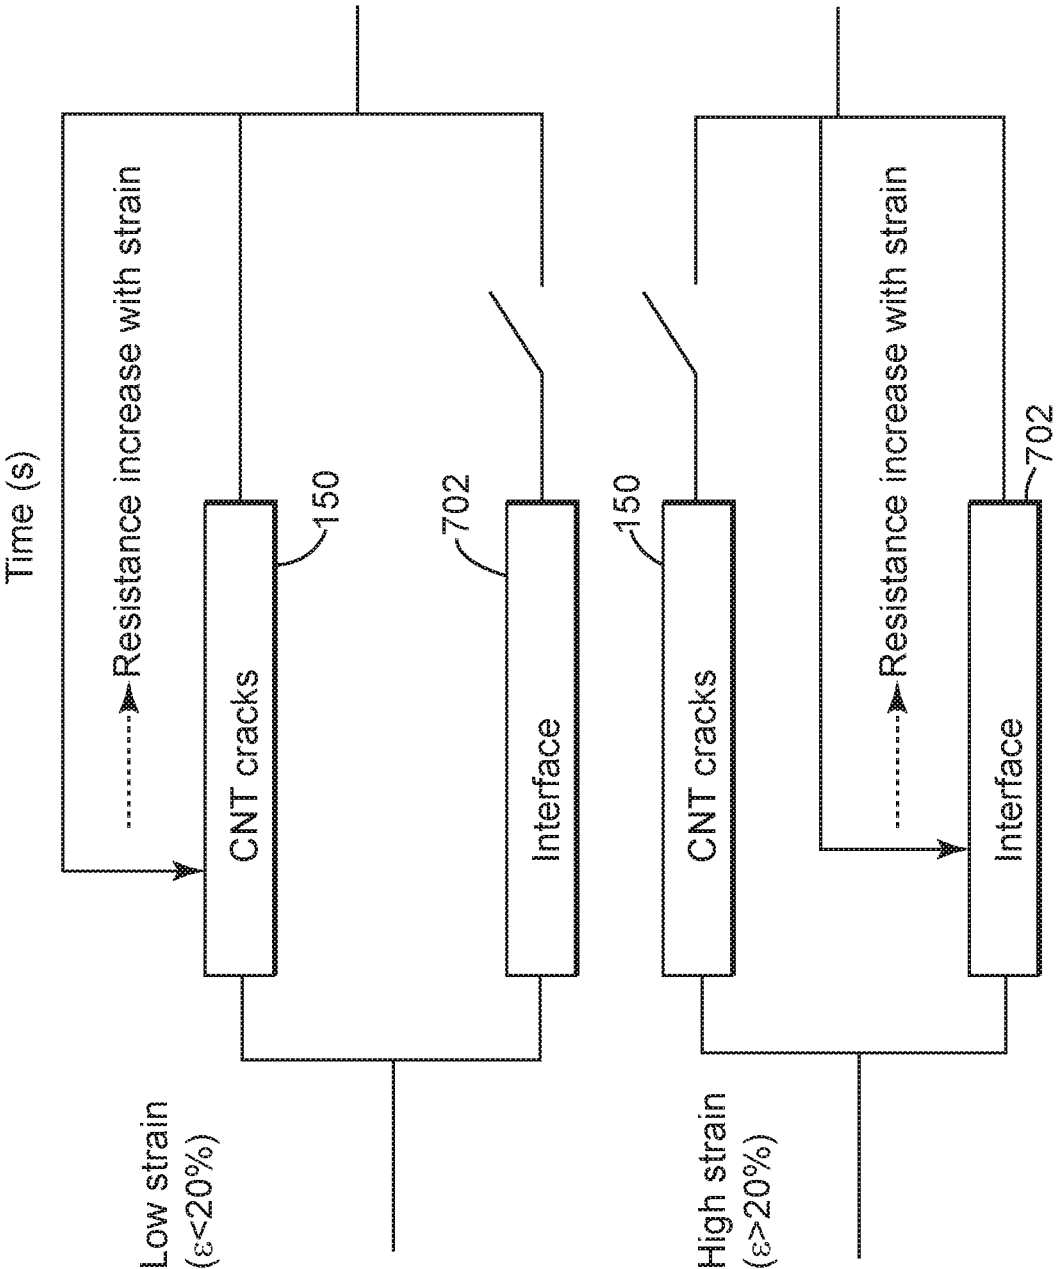 Time (s)
Resistance increase with strain
CNT cracks
150
Low strain
(ε<20%)
702
Interface
150
CNT cracks
High strain
(ε>20%)
Resistance increase with strain
Interface
702